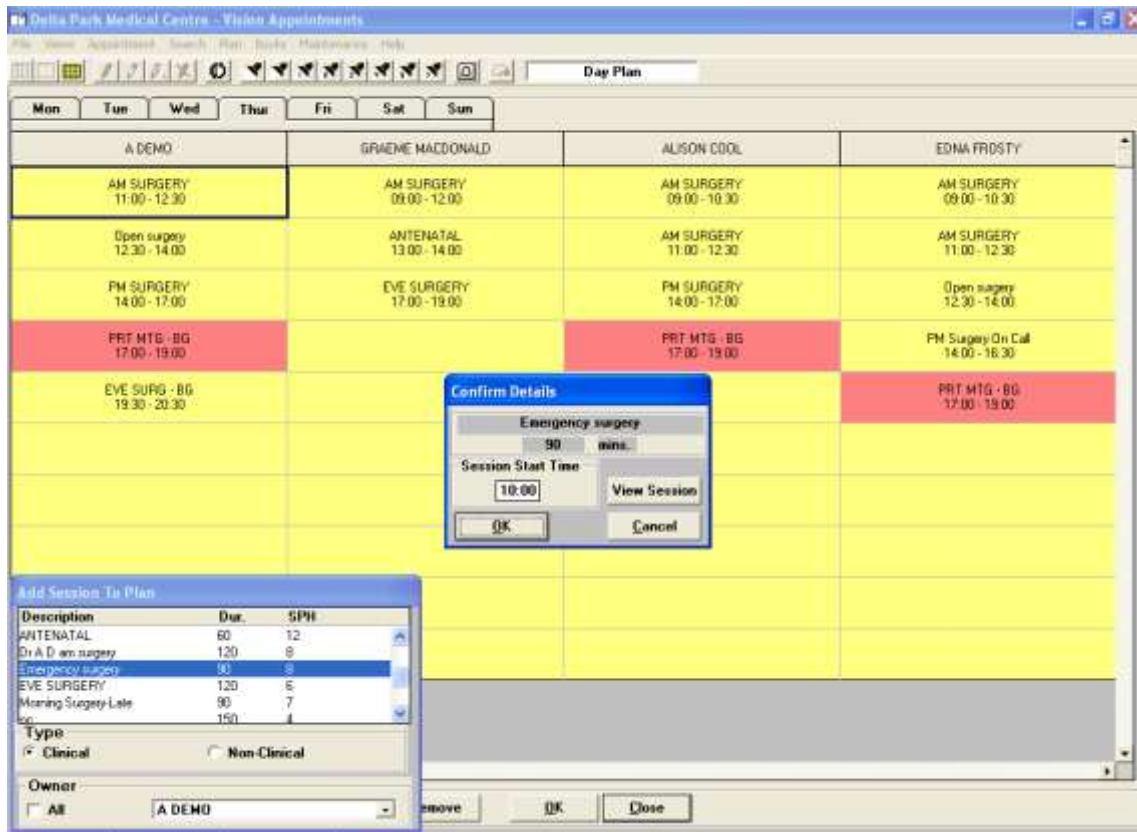 Delta Park Medical Centre - Vision Appointments
File Views Appointment Search Plan Books Maintenance Help
Day Plan
Mon Tue Wed Thur Fri Sat Sun
A DEMO GRAEME MACDONALD ALISON COOL EDNA FROSTY
AM SURGERY AM SURGERY AM SURGERY AM SURGERY
11:00 - 12:30 09:00 - 12:00 09:00 - 10:30 09:00 - 10:30
Open surgery ANTENATAL AM SURGERY AM SURGERY
12:30 - 14:00 13:00 - 14:00 11:00 - 12:30 11:00 - 12:30
PM SURGERY EVE SURGERY PM SURGERY Open surgery
14:00 - 17:00 17:00 - 19:00 14:00 - 17:00 12:30 - 14:00
PRT MTG - BG PRT MTG - BG PM Surgery On Call
17:00 - 19:00 17:00 - 19:00 14:00 - 16:30
EVE SURG - BG PRT MTG - BG
19:30 - 20:30 17:00 - 19:00
Confirm Details
Emergency surgery
90 mins.
Session Start Time
10:00 View Session
OK Cancel
Add Session To Plan
Description Dur. SPH
ANTENATAL 60 12
Dr A D am surgery 120 8
Emergency surgery 90 8
EVE SURGERY 120 6
Morning Surgery-Late 90 7
150 4
Type
Clinical Non-Clinical
Owner
All A DEMO
emove OK Close